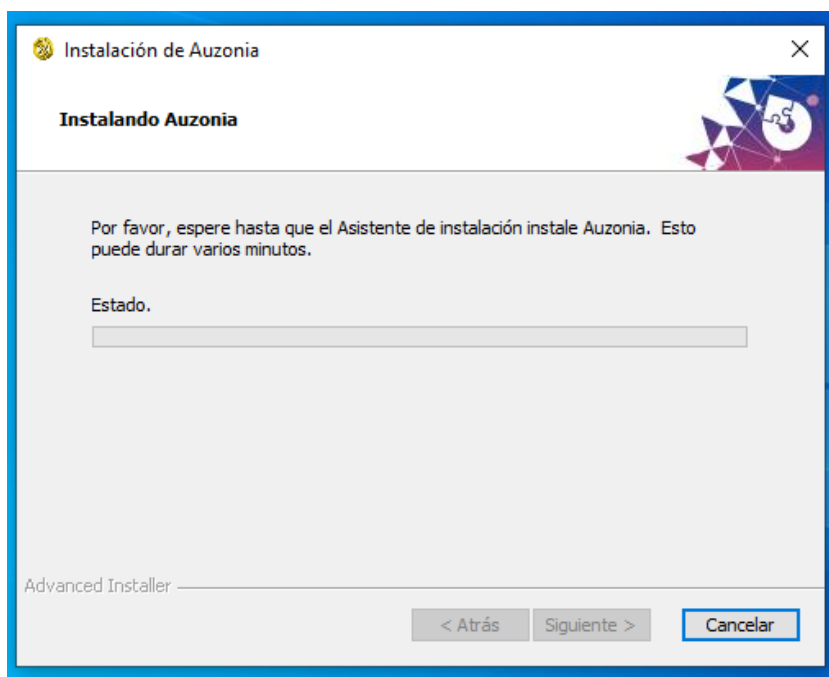 Instalación de Auzonia
Instalando Auzonia
Por favor, espere hasta que el Asistente de instalación instale Auzonia.  Esto
puede durar varios minutos.
Estado.
Advanced Installer
< Atrás
Siguiente >
Cancelar